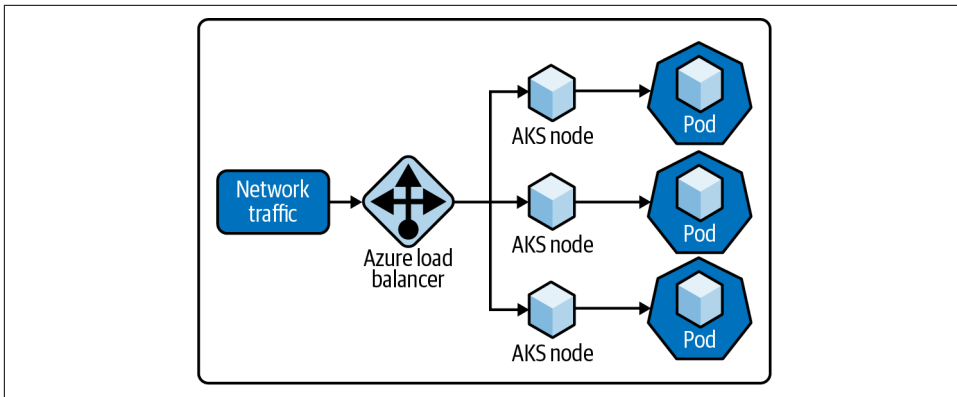 Network
traffic
Azure load
balancer
AKS node
Pod
AKS node
Pod
AKS node
Pod